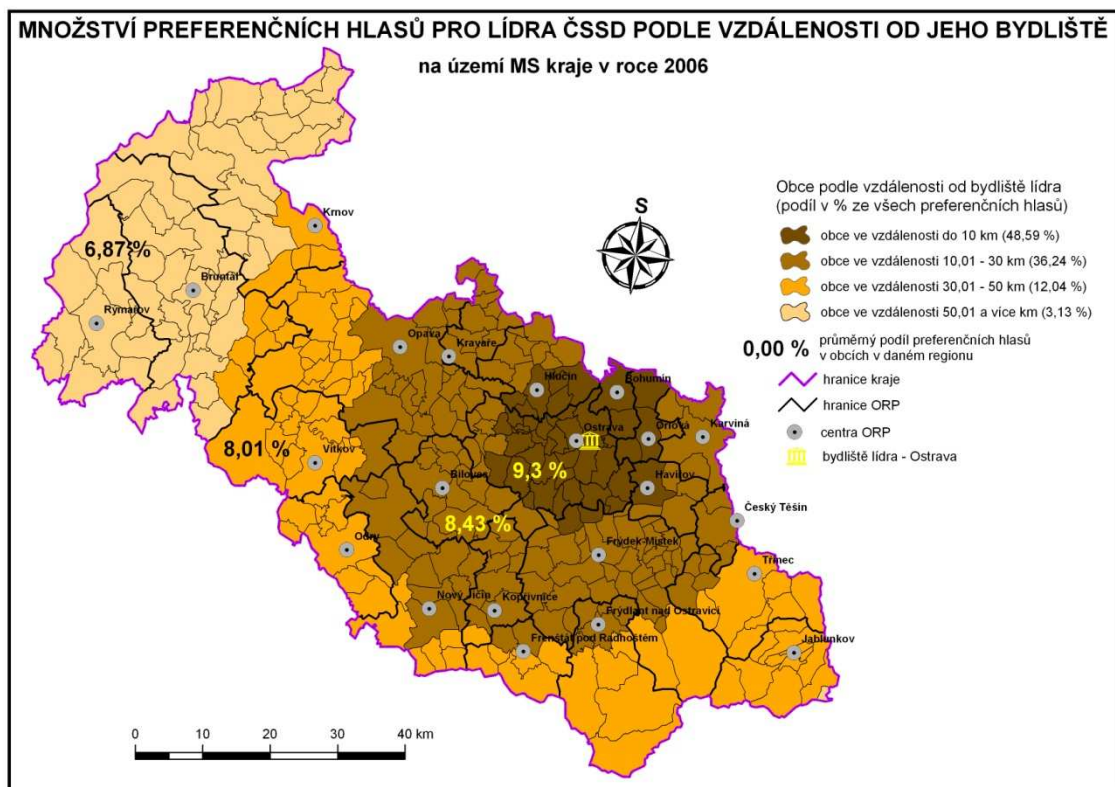 MNOŽSTVÍ PREFERENČNÍCH HLASŮ PRO LÍDRA ČSSD PODLE VZDÁLENOSTI OD JEHO BYDLIŠTĚ
na území MS kraje v roce 2006
S
Obce podle vzdálenosti od bydliště lídra
(podíl v % ze všech preferenčních hlasů)
obce ve vzdálenosti do 10 km (48,59 %)
obce ve vzdálenosti 10,01 - 30 km (36,24 %)
obce ve vzdálenosti 30,01 - 50 km (12,04 %)
obce ve vzdálenosti 50,01 a více km (3,13 %)
0,00 % průměrný podíl preferenčních hlasů
v obcích v daném regionu
hranice kraje
hranice ORP
centra ORP
bydliště lídra - Ostrava
Krnov
6,87 %
Bruntál
Rýmařov
Opava
Kravaře
Hlučín
Bohumín
Ostrava
Orlová
Karviná
8,01 %
Vítkov
9,3 %
Bílovec
Havířov
8,43 %
Český Těšín
Odry
Frýdek-Místek
Třinec
Nový Jičín
Kopřivnice
Frýdlant nad Ostravicí
Frenštát pod Radhoštěm
Jablunkov
0 10 20 30 40 km